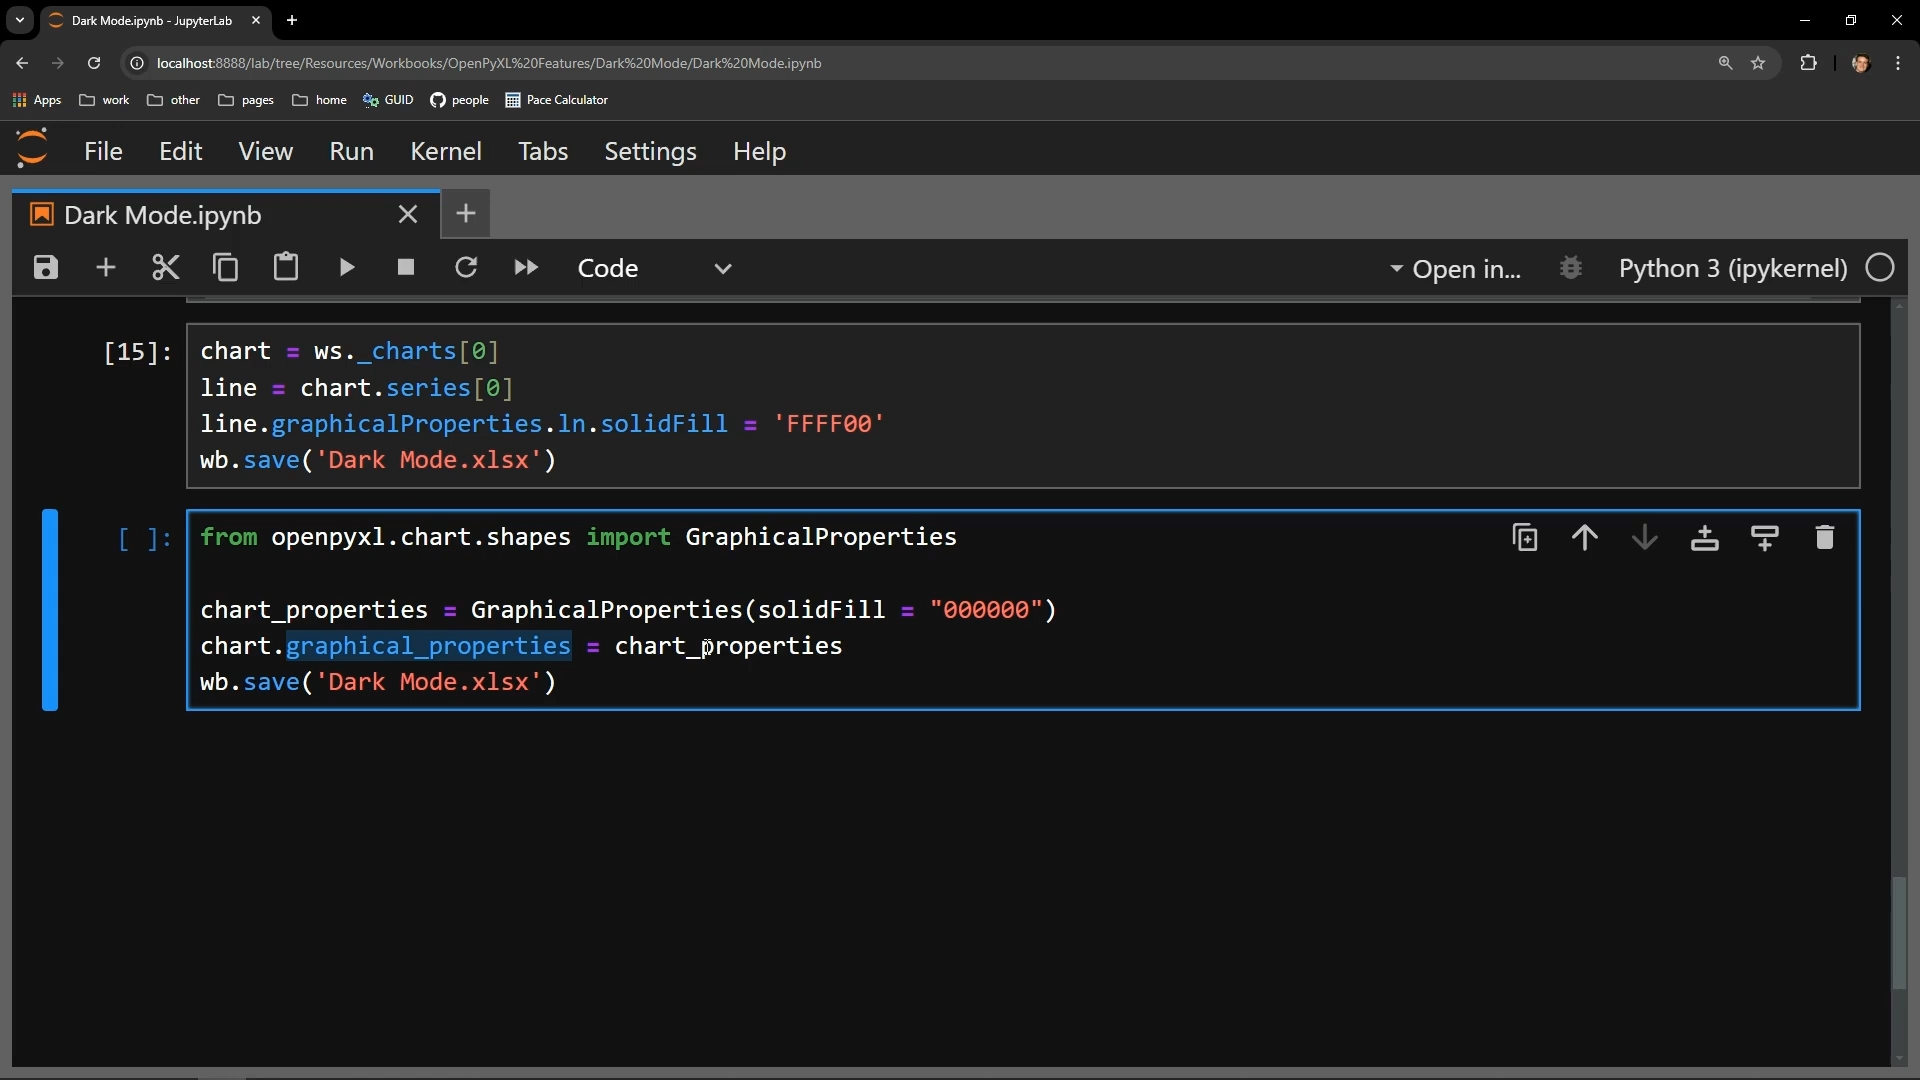 Dark Mode.ipynb - JupyterLab
localhost:8888/lab/tree/Resources/Workbooks/OpenPyXL%20Features/Dark%20Mode/Dark%20Mode.ipynb
Apps work other pages home GUID people Pace Calculator
File Edit View Run Kernel Tabs Settings Help
Dark Mode.ipynb
Code Open in... Python 3 (ipykernel)
[15]: chart = ws._charts[0]
line = chart.series[0]
line.graphicalProperties.ln.solidFill = 'FFFF00'
wb.save('Dark Mode.xlsx')
[ ]: from openpyxl.chart.shapes import GraphicalProperties
chart_properties = GraphicalProperties(solidFill = "000000")
chart.graphical_properties = chart_properties
wb.save('Dark Mode.xlsx')